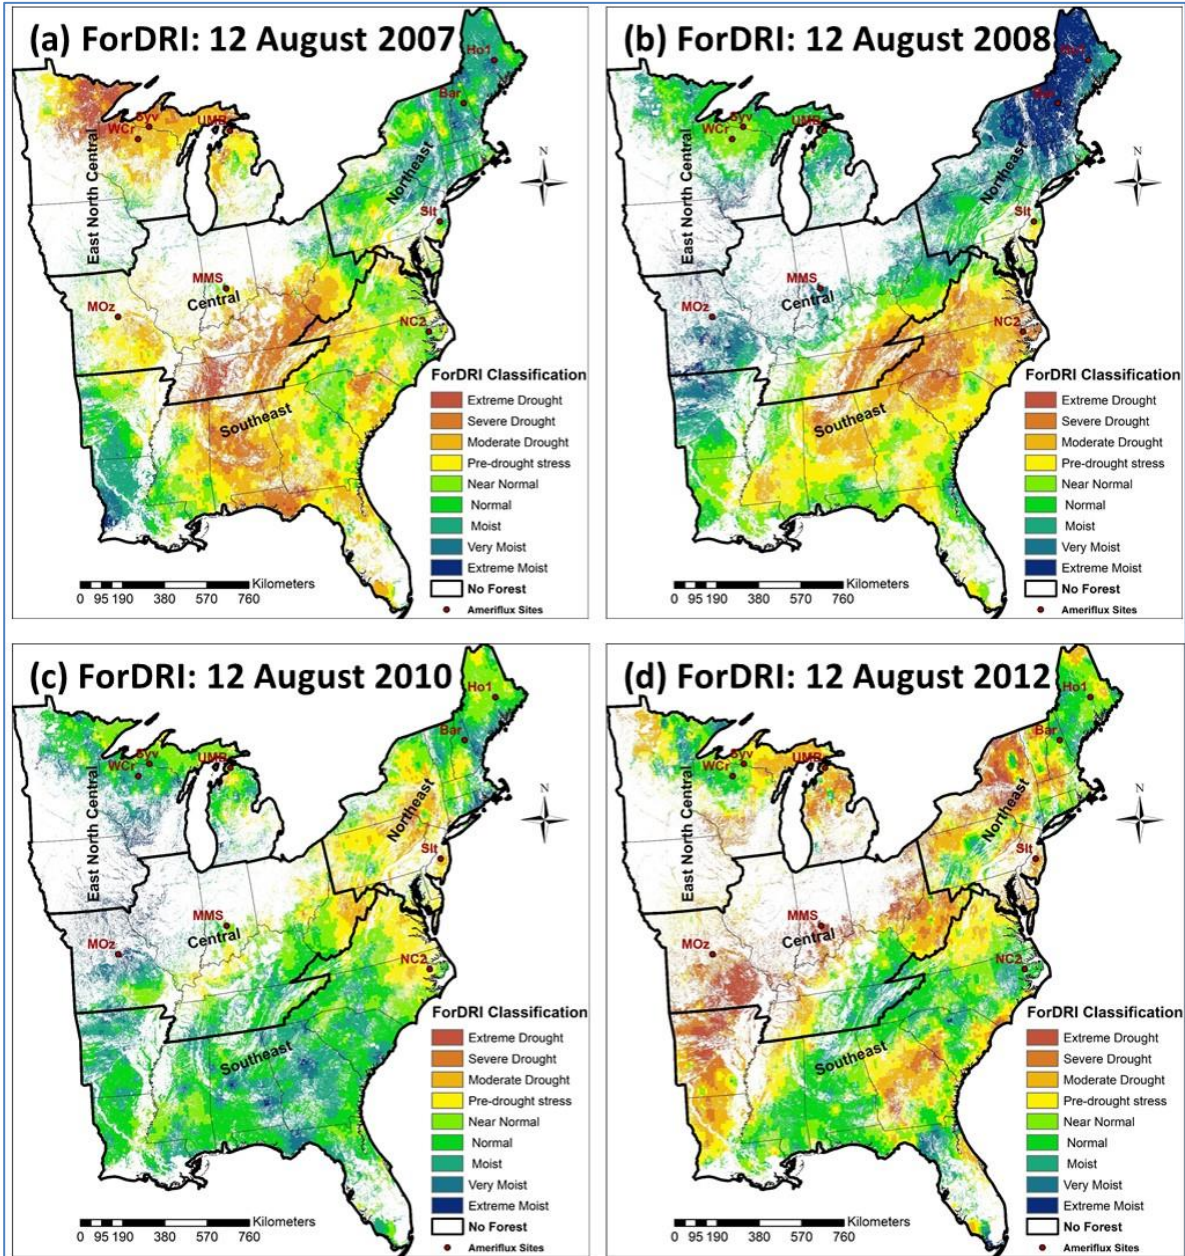 (a) ForDRI: 12 August 2007
Ho1
Bar
Syv
WCr
UMB
East North Central
Northeast
N
Sit
MMS
Central
MOz
NC2
Southeast
ForDRI Classification
Extreme Drought
Severe Drought
Moderate Drought
Pre-drought stress
Near Normal
Normal
Moist
Very Moist
Extreme Moist
No Forest
Ameriflux Sites
Kilometers
0 95 190 380 570 760
(b) ForDRI: 12 August 2008
Syv
WCr
UMB
East North Central
Northeast
N
Sit
MMS
Central
MOz
NC2
Southeast
ForDRI Classification
Extreme Drought
Severe Drought
Moderate Drought
Pre-drought stress
Near Normal
Normal
Moist
Very Moist
Extreme Moist
No Forest
Ameriflux Sites
Kilometers
0 95 190 380 570 760
(c) ForDRI: 12 August 2010
Ho1
Bar
Syv
WCr
UMB
East North Central
Northeast
N
Sit
MMS
Central
MOz
NC2
Southeast
ForDRI Classification
Extreme Drought
Severe Drought
Moderate Drought
Pre-drought stress
Near Normal
Normal
Moist
Very Moist
Extreme Moist
No Forest
Ameriflux Sites
Kilometers
0 95 190 380 570 760
(d) ForDRI: 12 August 2012
Ho1
Bar
Syv
WCr
UMB
East North Central
Northeast
N
Sit
MMS
Central
MOz
NC2
Southeast
ForDRI Classification
Extreme Drought
Severe Drought
Moderate Drought
Pre-drought stress
Near Normal
Normal
Moist
Very Moist
Extreme Moist
No Forest
Ameriflux Sites
Kilometers
0 95 190 380 570 760